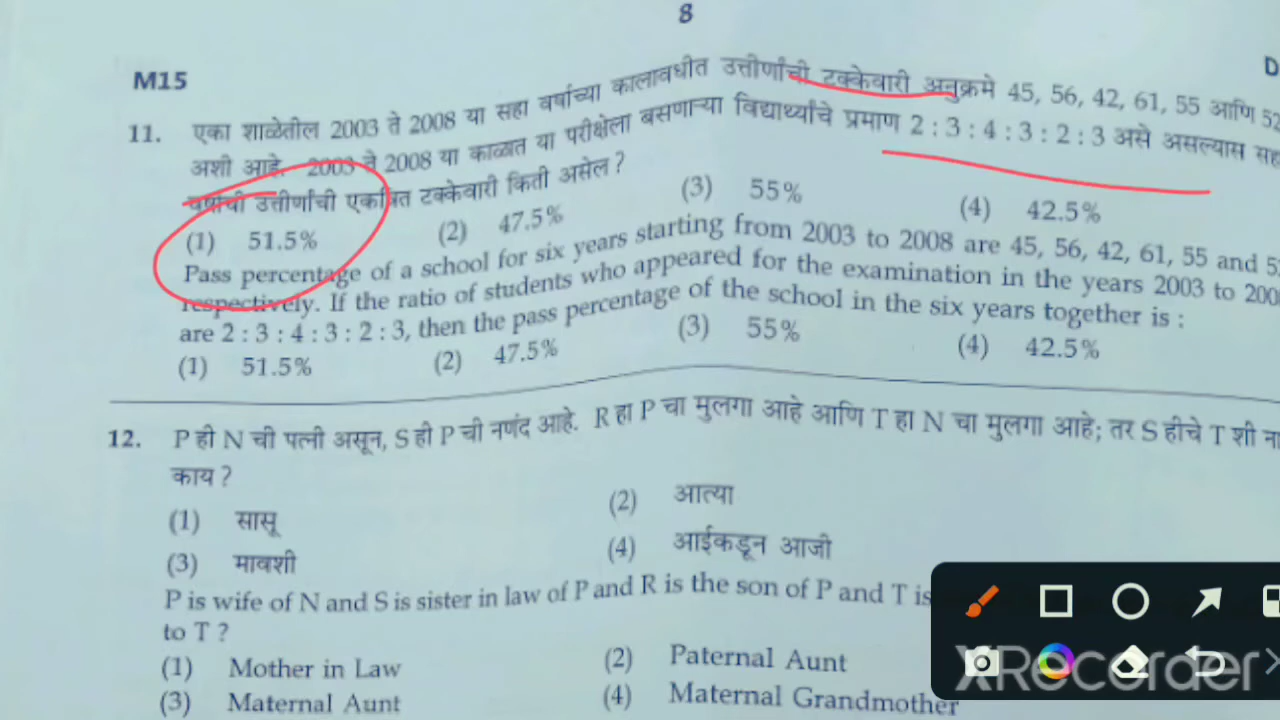 8
M15
D
11. एका शाळेतील 2003 ते 2008 या सहा वर्षाच्या कालावधीत उत्तीर्णांची टक्केवारी अनुक्रमे 45, 56, 42, 61, 55 आणि 52
अशी आहे. 2003 ते 2008 या काळात या परीक्षेला बसणाऱ्या विद्यार्थ्यांचे प्रमाण 2 : 3 : 4 : 3 : 2 : 3 असे असल्यास सहा
वर्षाची उत्तीर्णांची एकत्रित टक्केवारी किती असेल ?
(1) 51.5% (2) 47.5% (3) 55% (4) 42.5%
Pass percentage of a school for six years starting from 2003 to 2008 are 45, 56, 42, 61, 55 and 5
respectively. If the ratio of students who appeared for the examination in the years 2003 to 200
are 2 : 3 : 4 : 3 : 2 : 3, then the pass percentage of the school in the six years together is :
(1) 51.5% (2) 47.5% (3) 55% (4) 42.5%
12. P ही N ची पत्नी असून, S ही P ची नणंद आहे. R हा P चा मुलगा आहे आणि T हा N चा मुलगा आहे; तर S हीचे T शी
काय ?
(1) सासू (2) आत्या
(3) मावशी (4) आईकडून आजी
P is wife of N and S is sister in law of P and R is the son of P and T is
to T ?
(1) Mother in Law (2) Paternal Aunt
(3) Maternal Aunt (4) Maternal Grandmother
XRecorder